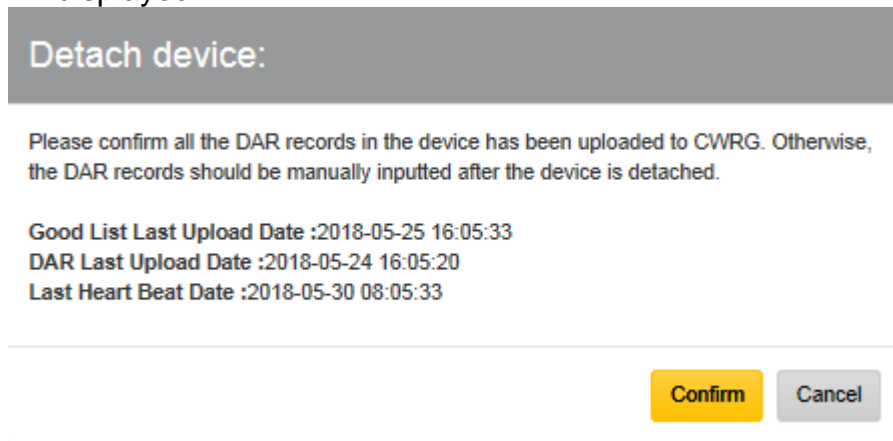 Detach device:
Please confirm all the DAR records in the device has been uploaded to CWRG. Otherwise,
the DAR records should be manually inputted after the device is detached.
Good List Last Upload Date :2018-05-25 16:05:33
DAR Last Upload Date :2018-05-24 16:05:20
Last Heart Beat Date :2018-05-30 08:05:33
Confirm Cancel